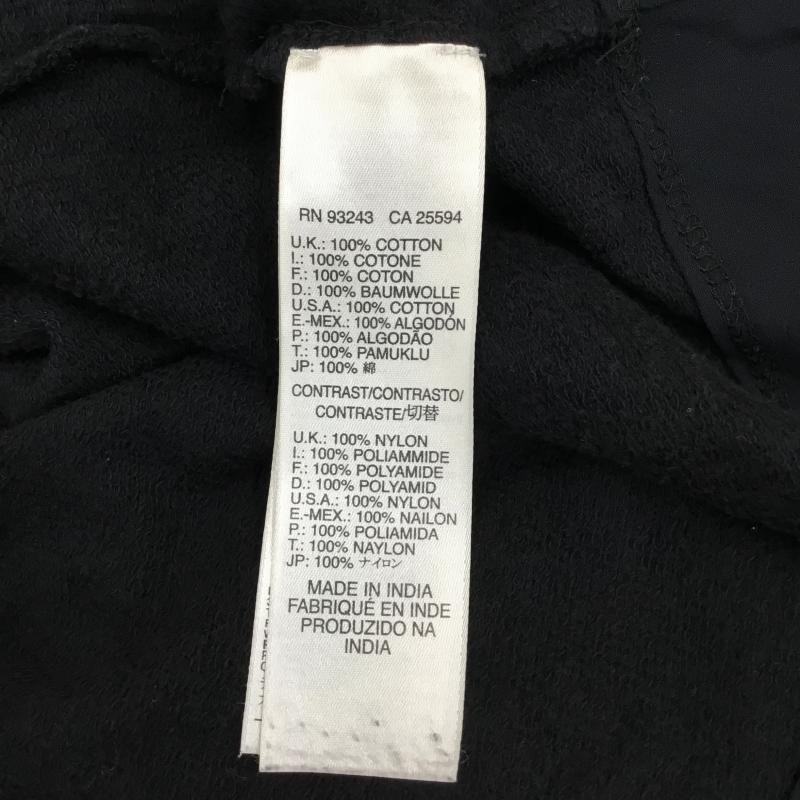 RN 93243 CA 25594
U.K.: 100% COTTON
I.: 100% COTONE
F.: 100% COTON
D.: 100% BAUMWOLLE
U.S.A.: 100% COTTON
E.-MEX.: 100% ALGODÓN
P.: 100% ALGODÃO
T.: 100% PAMUKLU
JP: 100% 綿
CONTRAST/CONTRASTO/
CONTRASTE/切替
U.K.: 100% NYLON
I.: 100% POLIAMMIDE
F.: 100% POLYAMIDE
D.: 100% POLYAMID
U.S.A.: 100% NYLON
E.-MEX.: 100% NAILON
P.: 100% POLIAMIDA
T.: 100% NAYLON
JP: 100% ナイロン
MADE IN INDIA
FABRIQUÉ EN INDE
PRODUZIDO NA
INDIA